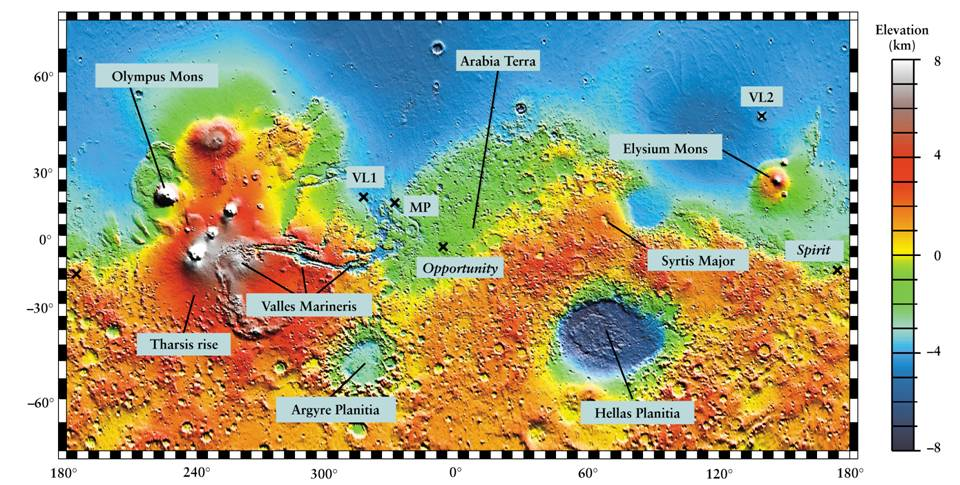 Elevation
(km)
8
4
0
–4
–8
60°
30°
0°
–30°
–60°
Olympus Mons
Arabia Terra
VL2
Elysium Mons
VL1
MP
Opportunity
Spirit
Syrtis Major
Valles Marineris
Tharsis rise
Argyre Planitia
Hellas Planitia
180°
240°
300°
0°
60°
120°
180°